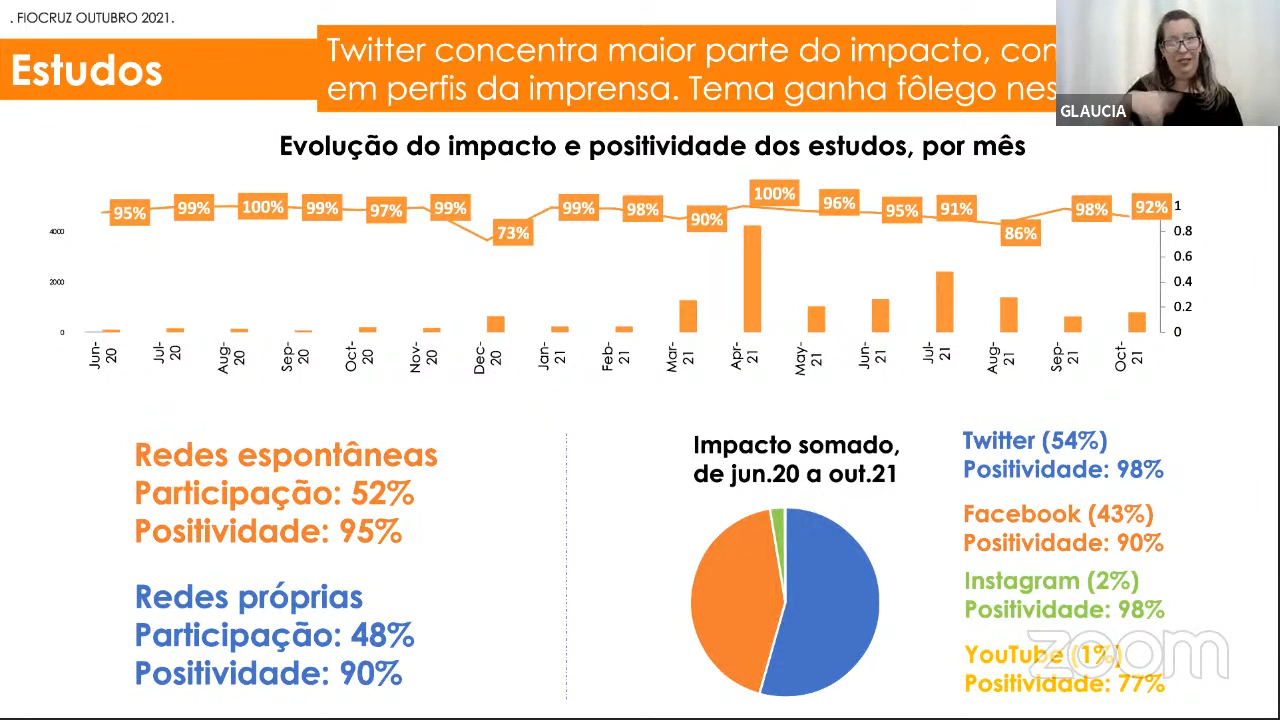 . FIOCRUZ OUTUBRO 2021.
Estudos
Twitter concentra maior parte do impacto,
em perfis da imprensa. Tema ganha fôlego
GLAUCIA
Evolução do impacto e positividade dos estudos, por mês
95% 99% 100% 99% 97% 99% 73% 99% 98% 90% 100% 96% 95% 91% 86% 98% 92%
4000
2000
0
1
0.8
0.6
0.4
0.2
0
Jun-20 Jul-20 Aug-20 Sep-20 Oct-20 Nov-20 Dec-20 Jan-21 Feb-21 Mar-21 Apr-21 May-21 Jun-21 Jul-21 Aug-21 Sep-21 Oct-21
Redes espontâneas
Participação: 52%
Positividade: 95%
Redes próprias
Participação: 48%
Positividade: 90%
Impacto somado,
de jun.20 a out.21
Twitter (54%)
Positividade: 98%
Facebook (43%)
Positividade: 90%
Instagram (2%)
Positividade: 98%
YouTube (1%)
Positividade: 77%
zoom